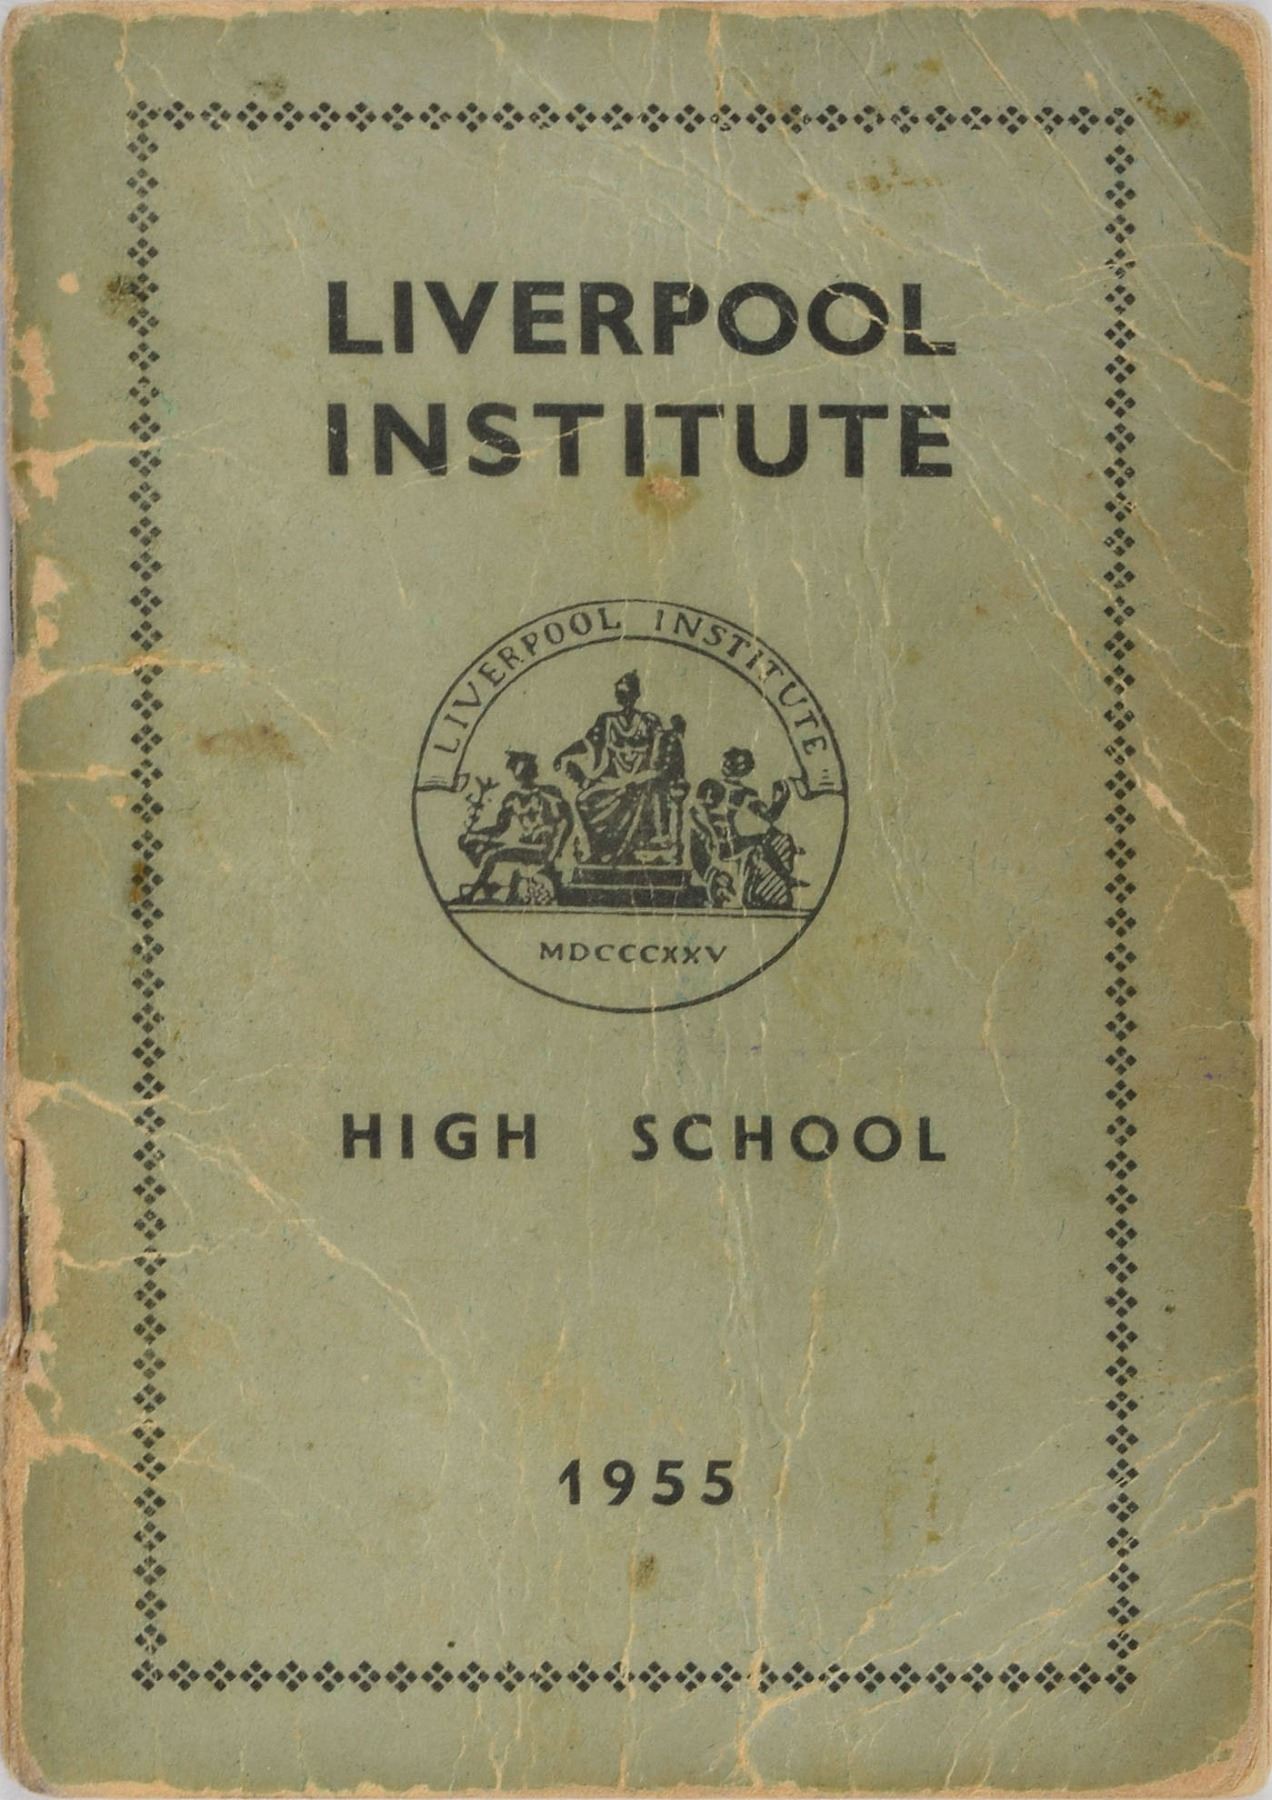 LIVERPOOL
INSTITUTE
LIVERPOOL INSTITUTE
MDCCCXXV
HIGH SCHOOL
1955